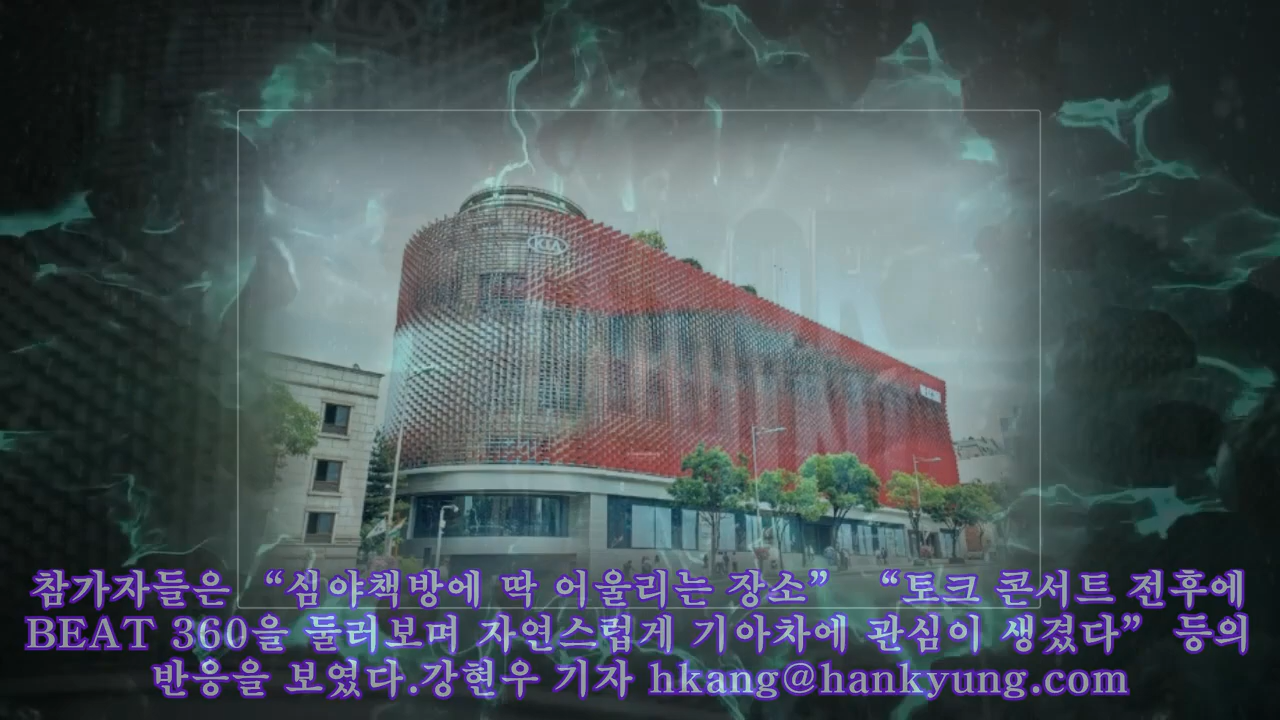 KIA
참가자들은 “심야책방에 딱 어울리는 장소” “토크 콘서트 전후에
BEAT 360을 둘러보며 자연스럽게 기아차에 관심이 생겼다” 등의
반응을 보였다.강현우 기자 hkang@hankyung.com